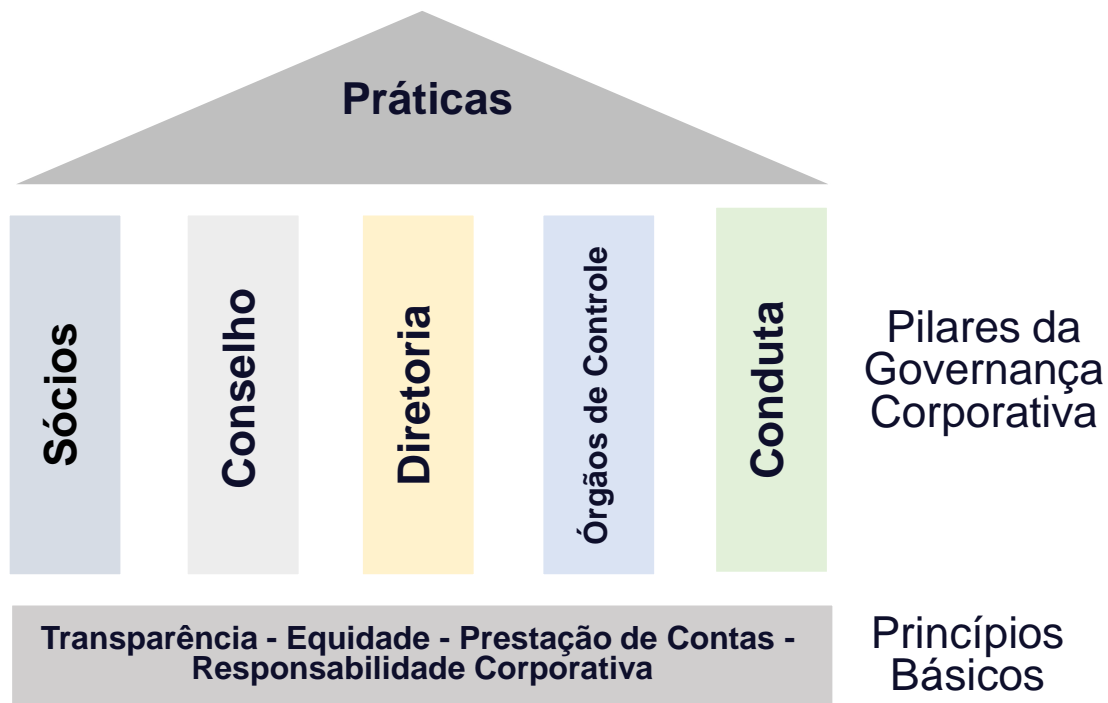 Práticas
Sócios
Conselho
Diretoria
Órgãos de Controle
Conduta
Pilares da
Governança
Corporativa
Transparência - Equidade - Prestação de Contas -
Responsabilidade Corporativa
Princípios
Básicos